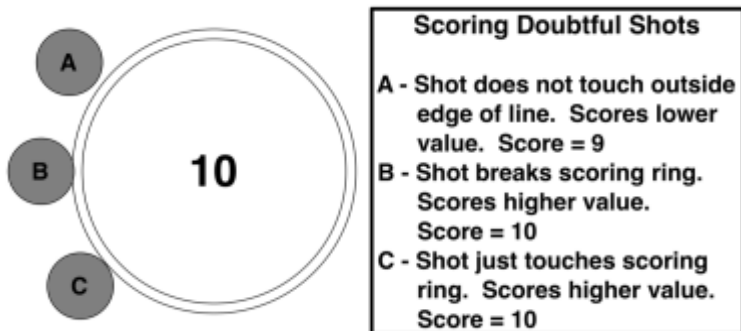 A
B
C
10
Scoring Doubtful Shots
A - Shot does not touch outside
edge of line. Scores lower
value. Score = 9
B - Shot breaks scoring ring.
Scores higher value.
Score = 10
C - Shot just touches scoring
ring. Scores higher value.
Score = 10